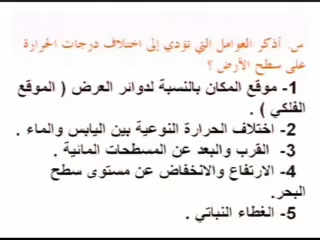 س. أذكر العوامل التي تؤدي إلى اختلاف درجات الحرارة
على سطح الأرض ؟
1- موقع المكان بالنسبة لدوائر العرض ( الموقع
الفلكي ) .
2- اختلاف الحرارة النوعية بين اليابس والماء .
3- القرب والبعد عن المسطحات المائية .
4- الارتفاع والانخفاض عن مستوى سطح
البحر.
5- الغطاء النباتي .